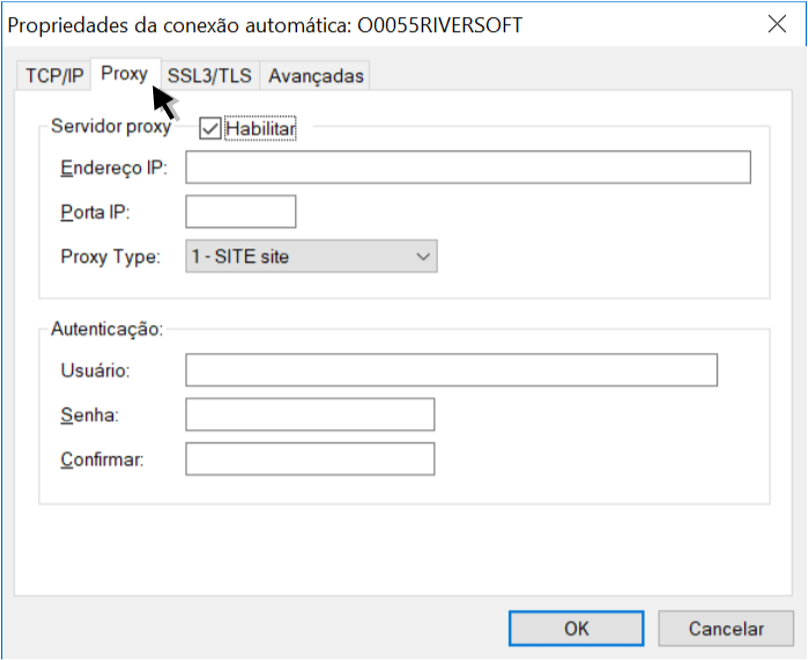 Propriedades da conexão automática: O0055RIVERSOFT
TCP/IP Proxy SSL3/TLS Avançadas
Servidor proxy Habilitar
Endereço IP:
Porta IP:
Proxy Type: 1 - SITE site
Autenticação:
Usuário:
Senha:
Confirmar:
OK Cancelar